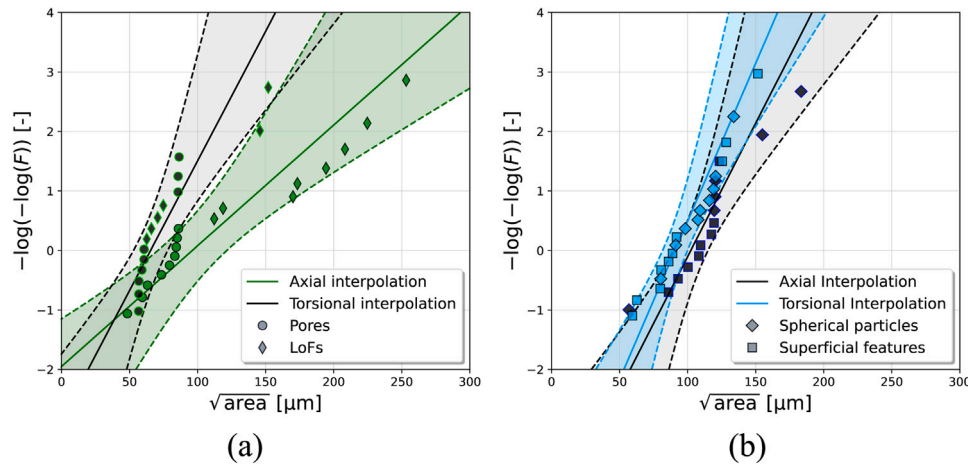 4
3
2
1
0
−1
−2
−log(−log(F)) [-]
0 50 100 150 200 250 300
√area [μm]
Axial interpolation
Torsional interpolation
Pores
LoFs
(a)
4
3
2
1
0
−1
−2
−log(−log(F)) [-]
0 50 100 150 200 250 300
√area [μm]
Axial Interpolation
Torsional Interpolation
Spherical particles
Superficial features
(b)